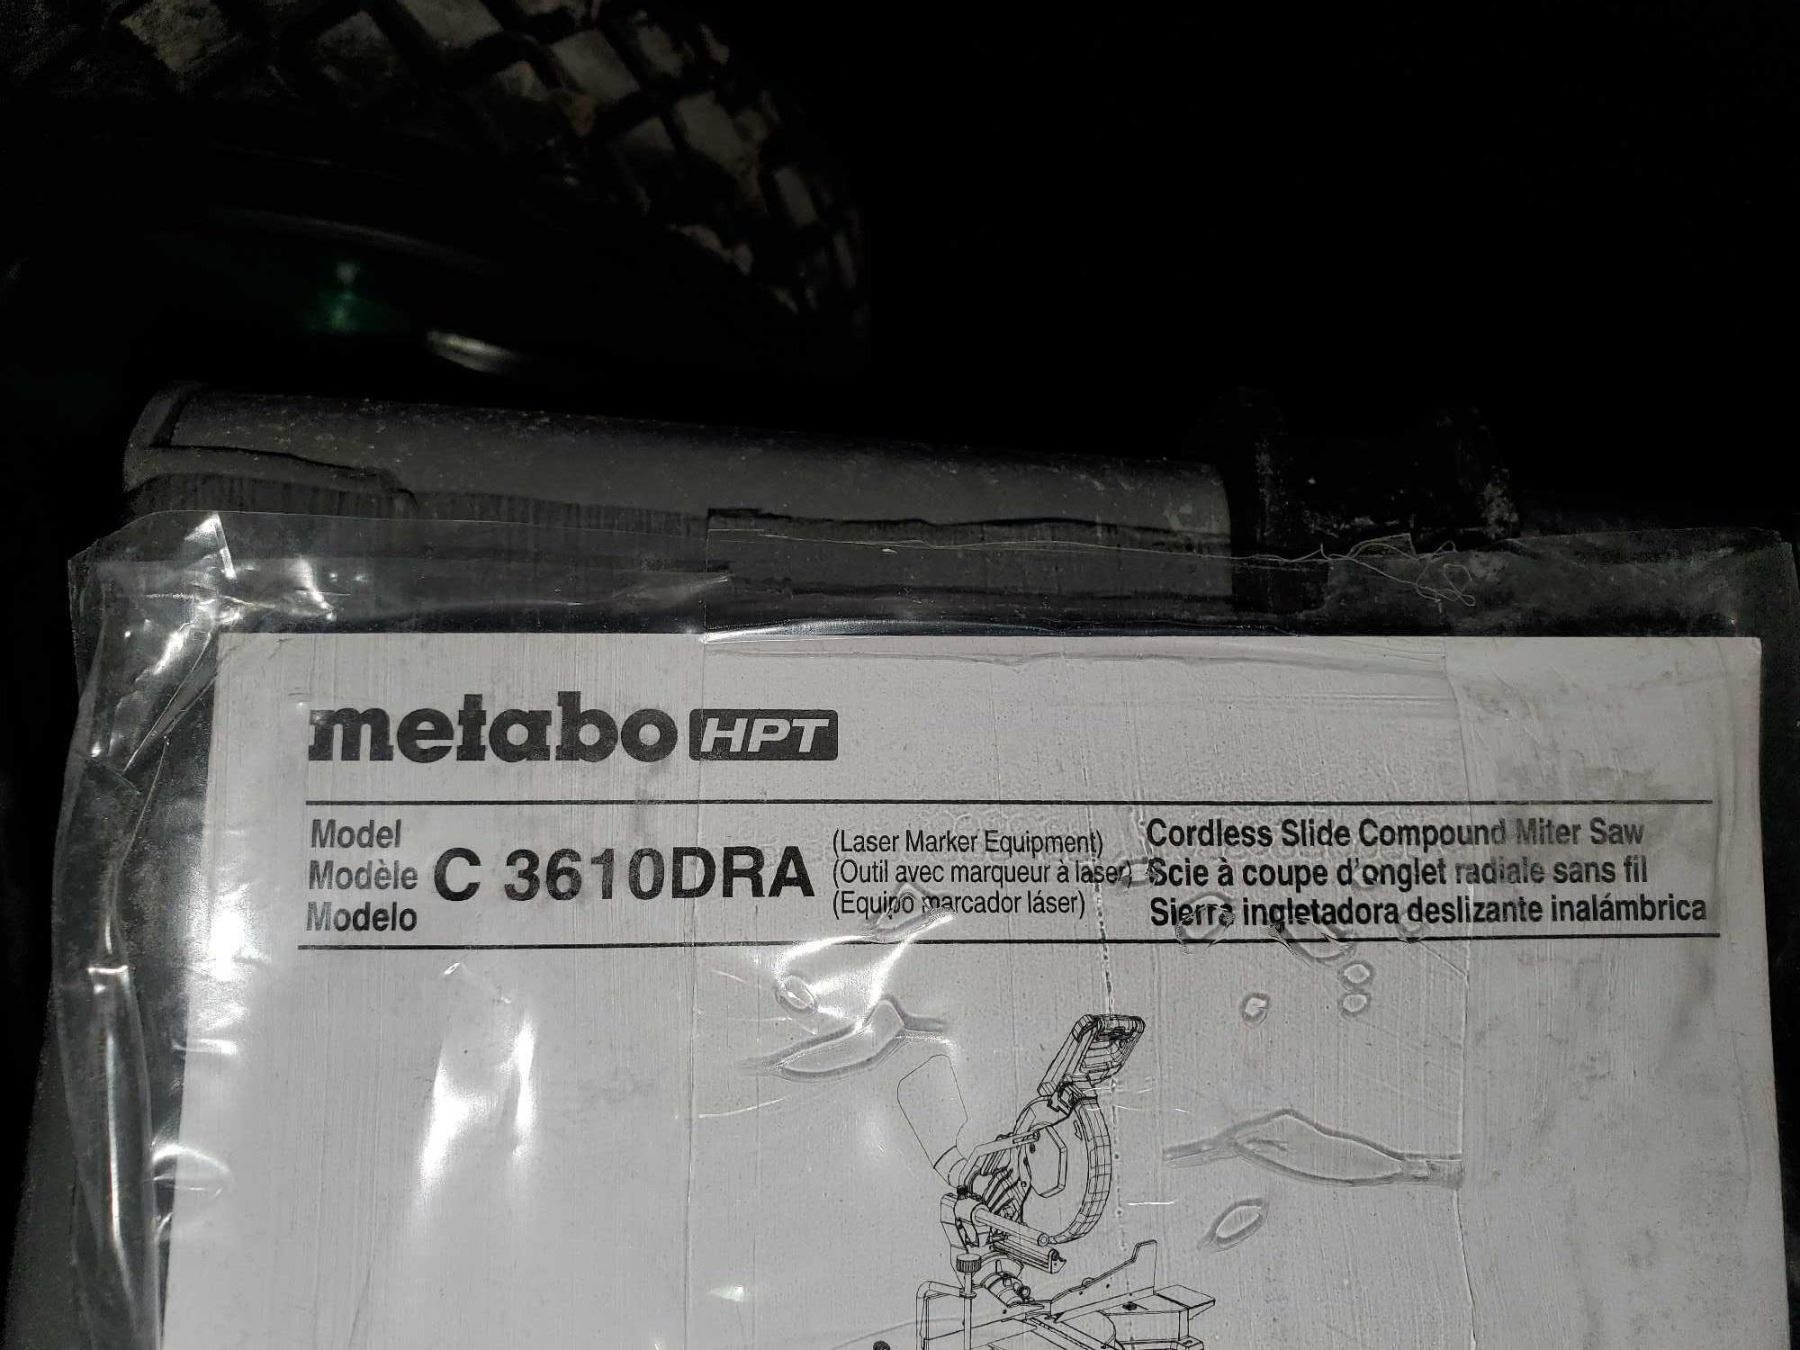 metabo HPT
Model
Modèle C 3610DRA
Modelo
(Laser Marker Equipment)
(Outil avec marqueur à laser)
(Equipo marcador láser)
Cordless Slide Compound Miter Saw
Scie à coupe d'onglet radiale sans fil
Sierra ingletadora deslizante inalámbrica